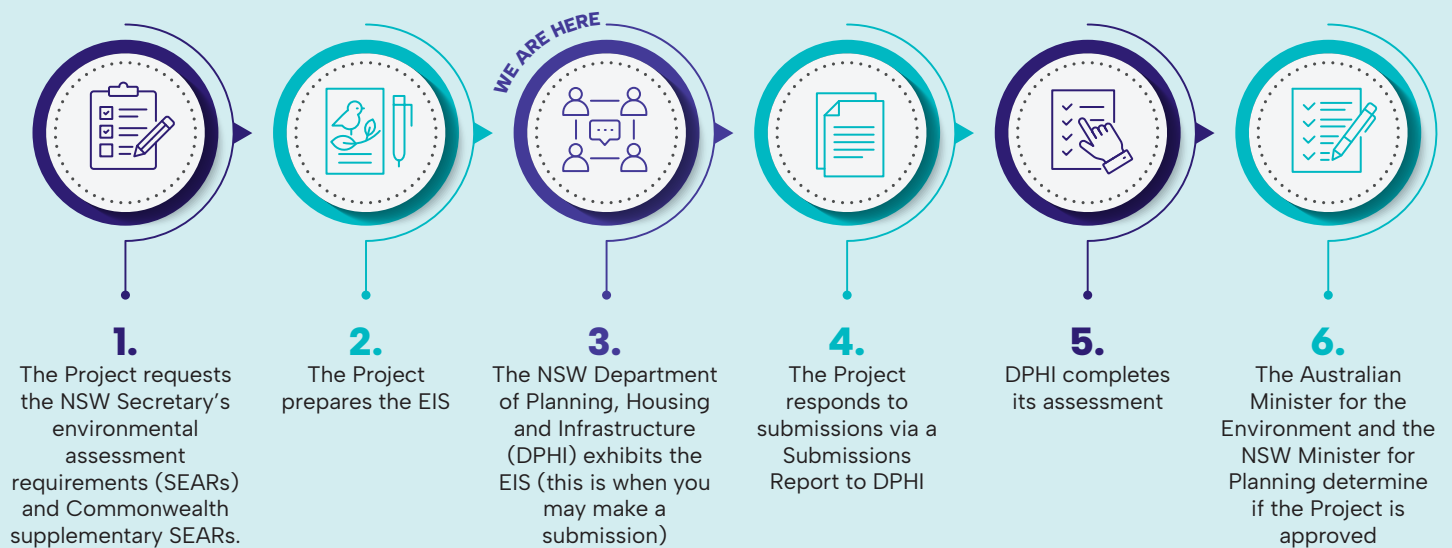 WE ARE HERE
1.
The Project requests
the NSW Secretary’s
environmental
assessment
requirements (SEARs)
and Commonwealth
supplementary SEARs.
2.
The Project
prepares the EIS
3.
The NSW Department
of Planning, Housing
and Infrastructure
(DPHI) exhibits the
EIS (this is when you
may make a
submission)
4.
The Project
responds to
submissions via a
Submissions
Report to DPHI
5.
DPHI completes
its assessment
6.
The Australian
Minister for the
Environment and the
NSW Minister for
Planning determine
if the Project is
approved